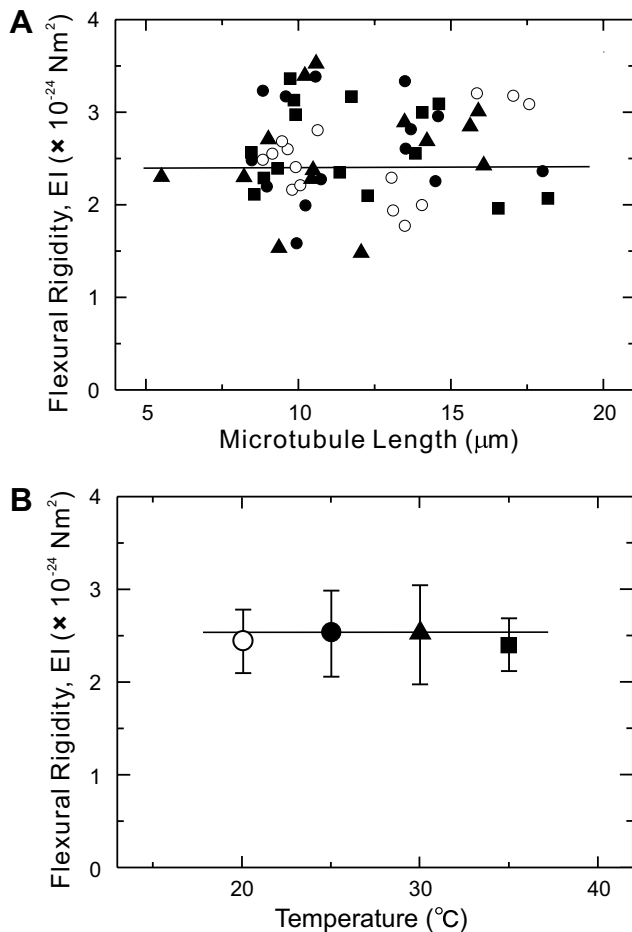 A
Flexural Rigidity, EI (× 10⁻²⁴ Nm²)
4
3
2
1
0
5 10 15 20
Microtubule Length (μm)
B
Flexural Rigidity, EI (× 10⁻²⁴ Nm²)
4
3
2
1
0
20 30 40
Temperature (℃)